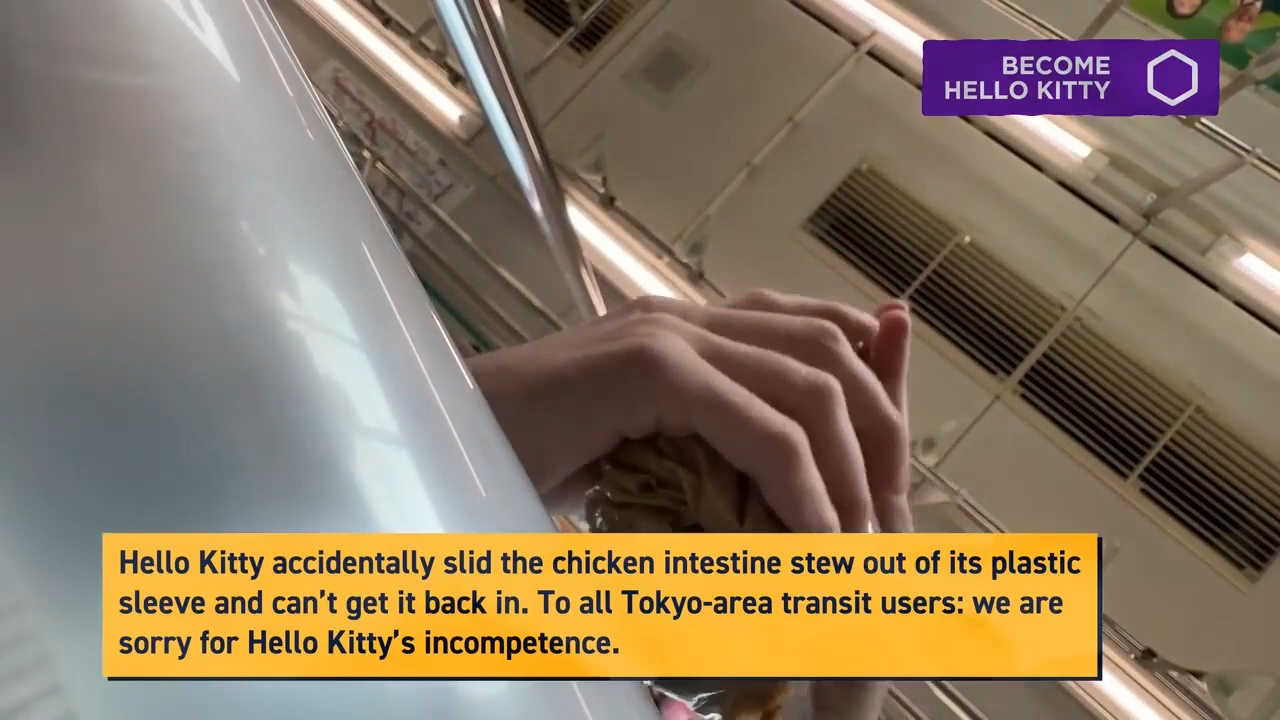 BECOME
HELLO KITTY
Hello Kitty accidentally slid the chicken intestine stew out of its plastic
sleeve and can't get it back in. To all Tokyo-area transit users: we are
sorry for Hello Kitty's incompetence.